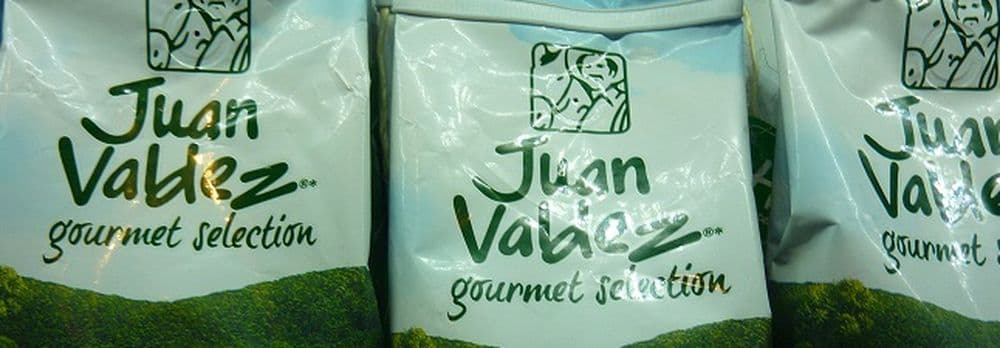 Juan
Valdez®*
gourmet selection
Juan
Valdez®*
gourmet selection
Juan
Valdez
gourmet